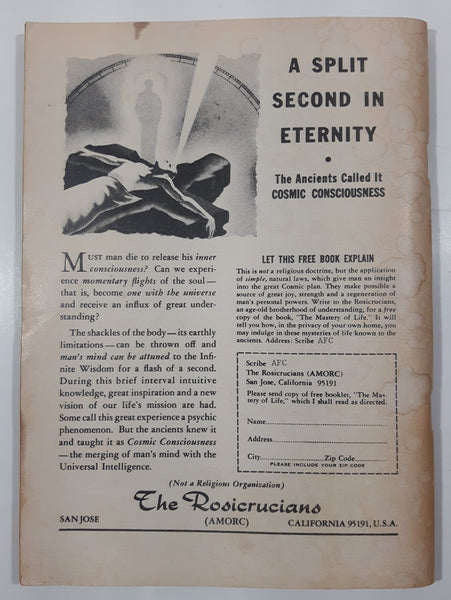 A SPLIT
SECOND IN
ETERNITY
•
The Ancients Called It
COSMIC CONSCIOUSNESS
MUST man die to release his inner
consciousness? Can we experi-
ence momentary flights of the soul—
that is, become one with the universe
and receive an influx of great under-
standing?
The shackles of the body—its earthly
limitations—can be thrown off and
man's mind can be attuned to the Infi-
nite Wisdom for a flash of a second.
During this brief interval intuitive
knowledge, great inspiration and a new
vision of our life's mission are had.
Some call this great experience a psychic
phenomenon. But the ancients knew it
and taught it as Cosmic Consciousness
—the merging of man's mind with the
Universal Intelligence.
LET THIS FREE BOOK EXPLAIN
This is not a religious doctrine, but the application
of simple, natural laws, which give man an insight
into the great Cosmic plan. They make possible a
source of great joy, strength and a regeneration of
man's personal powers. Write to the Rosicrucians,
an age-old brotherhood of understanding, for a free
copy of the book, "The Mastery of Life." It will
tell you how, in the privacy of your own home, you
may indulge in these mysteries of life known to the
ancients. Address: Scribe AFC
Scribe AFC
The Rosicrucians (AMORC)
San Jose, California 95191
Please send copy of free booklet, "The Mas-
tery of Life," which I shall read as directed.
Name
Address
City Zip Code
PLEASE INCLUDE YOUR ZIP CODE
(Not a Religious Organization)
The Rosicrucians
SAN JOSE (AMORC) CALIFORNIA 95191, U.S.A.